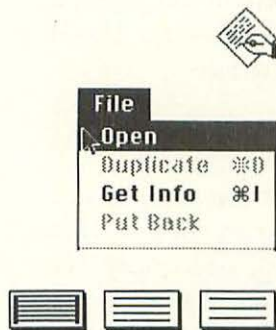 File
Open
Duplicate ⌘D
Get Info ⌘I
Put Back